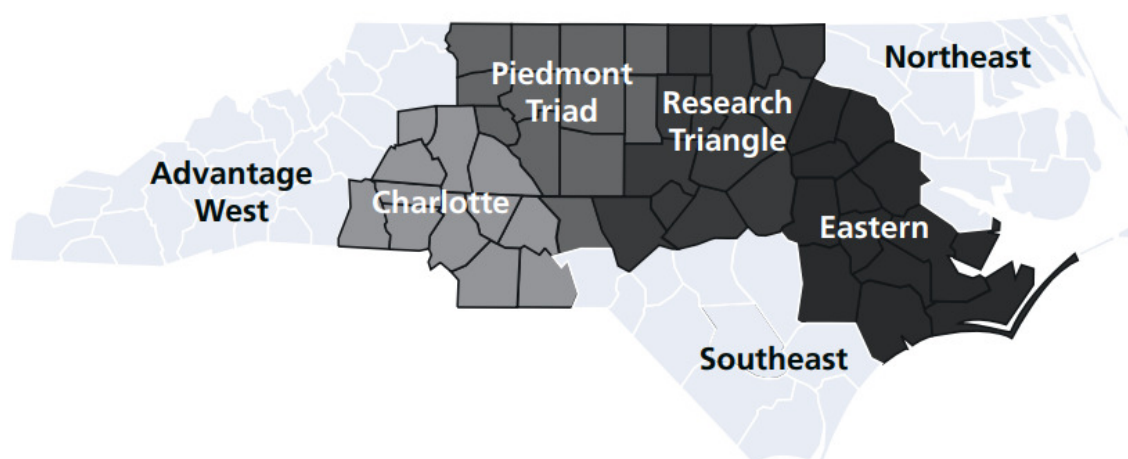 Northeast
Piedmont
Triad
Research
Triangle
Advantage
West
Charlotte
Eastern
Southeast